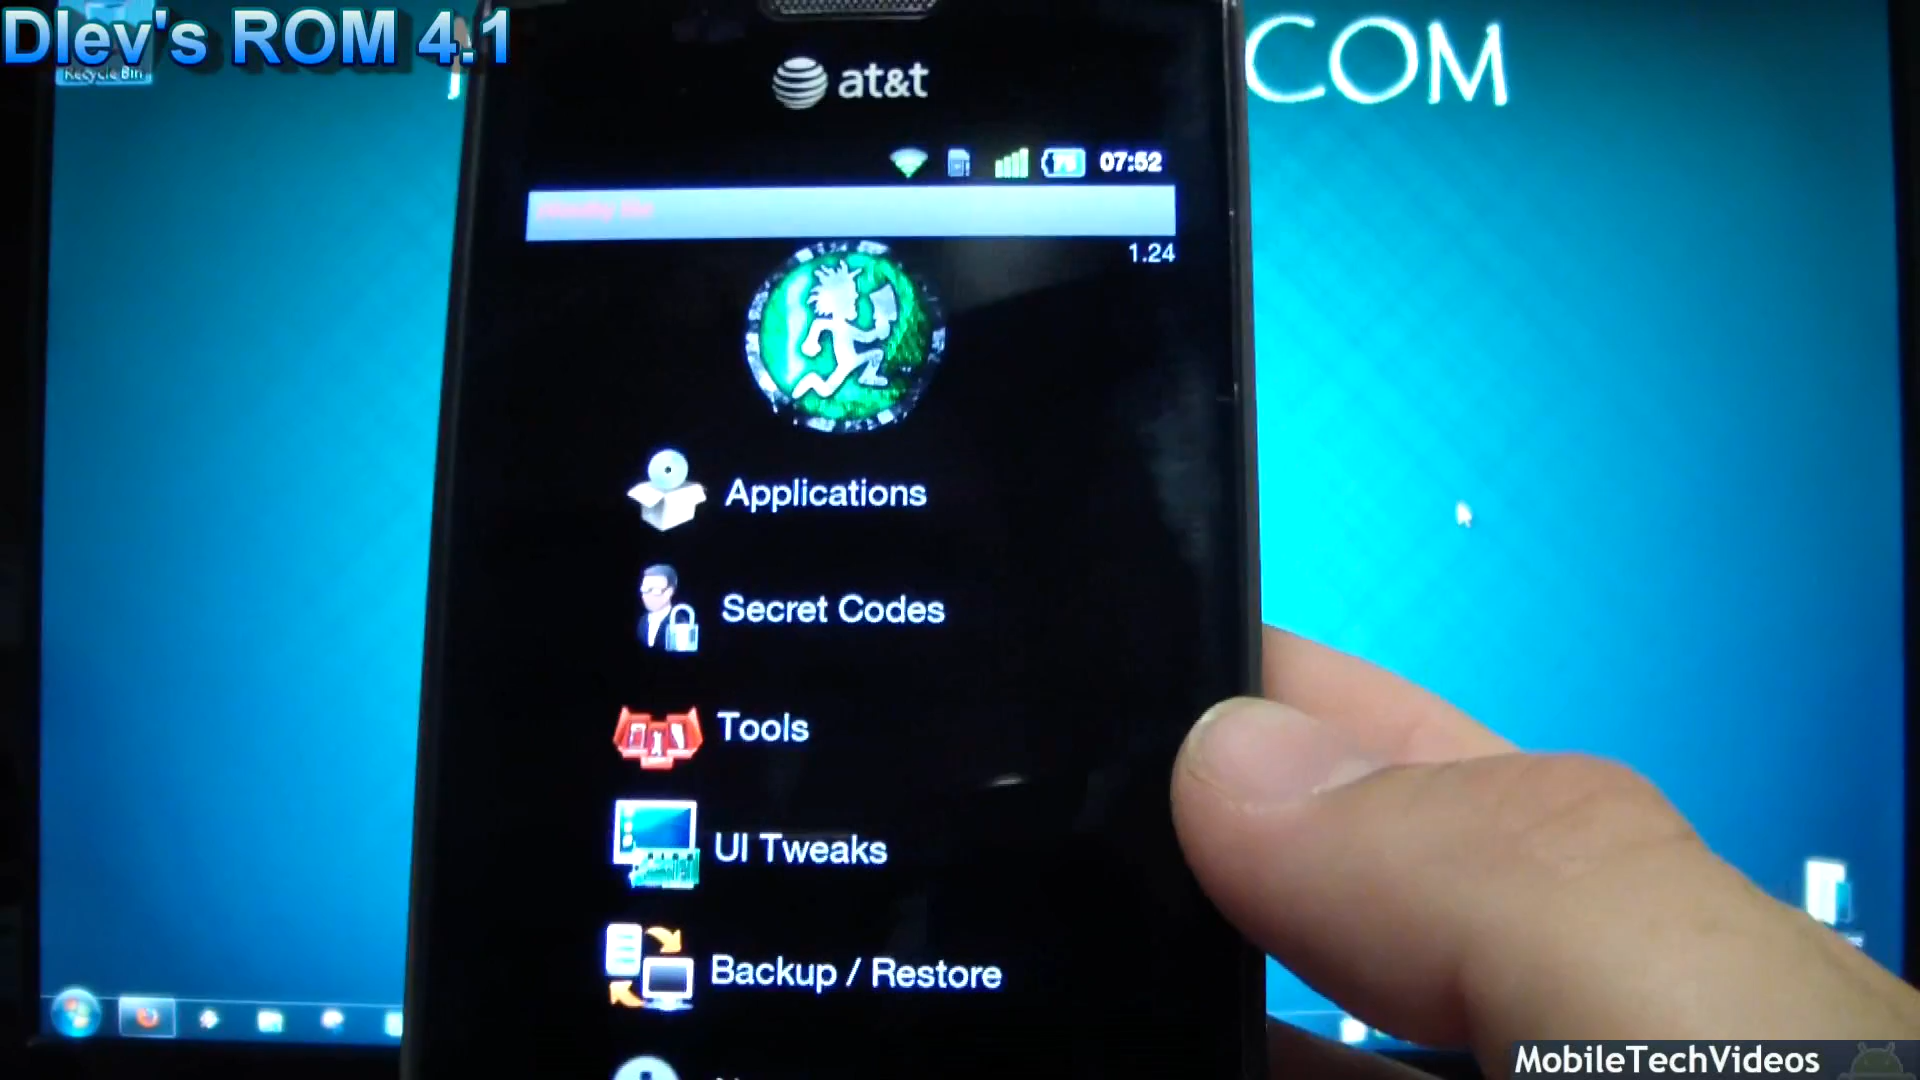 Dlev's ROM 4.1
Recycle Bin
COM
at&t
07:52
1.24
Applications
Secret Codes
Tools
UI Tweaks
Backup / Restore
MobileTechVideos